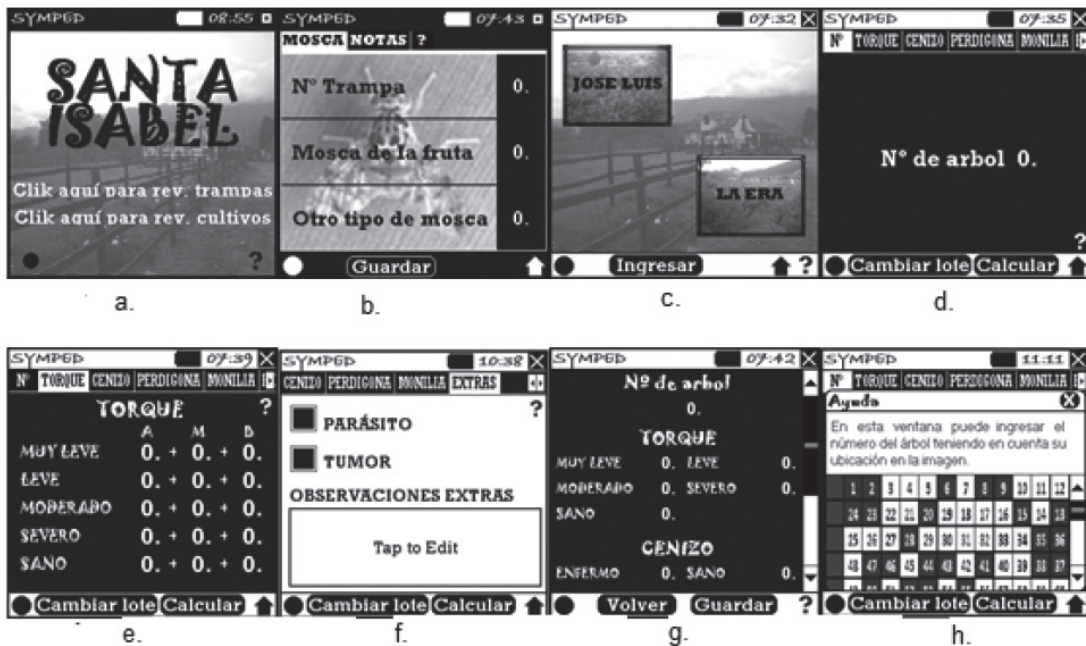 SYMPGD 08:55
SANTA
ISABEL
Clik aquí para rev. trampas
Clik aquí para rev. cultivos
?
a.
SYMPGD 07:43
MOSCA NOTAS ?
Nº Trampa 0.
Mosca de la fruta 0.
Otro tipo de mosca 0.
Guardar
b.
SYMPGD 07:32
JOSE LUIS
LA ERA
Ingresar ?
c.
SYMPGD 07:35
Nº TORQUE CENIZO PERDIGONA MONILIA
Nº de arbol 0.
?
Cambiar lote Calcular
d.
SYMPGD 07:39
Nº TORQUE CENIZO PERDIGONA MONILIA
TORQUE ?
A M B
MUY LEVE 0. + 0. + 0.
LEVE 0. + 0. + 0.
MODERADO 0. + 0. + 0.
SEVERO 0. + 0. + 0.
SANO 0. + 0. + 0.
Cambiar lote Calcular
e.
SYMPGD 10:38
CENIZO PERDIGONA MONILIA EXTRAS
?
PARÁSITO
TUMOR
OBSERVACIONES EXTRAS
Tap to Edit
Cambiar lote Calcular
f.
SYMPGD 07:42
Nº de arbol
0.
TORQUE
MUY LEVE 0. LEVE 0.
MODERADO 0. SEVERO 0.
SANO 0.
CENIZO
ENFERMO 0. SANO 0.
Volver Guardar ?
g.
SYMPGD 11:11
Nº TORQUE CENIZO PERDIGONA MONILIA
Ayuda
En esta ventana puede ingresar el
número del árbol teniendo en cuenta su
ubicación en la imagen.
1 2 3 4 5 6 7 8 9 10 11 12
24 23 22 21 20 19 18 17 16 15 14 13
25 26 27 28 29 30 31 32 33 34 35 36
48 47 46 45 44 43 42 41 40 39 38 37
Cambiar lote Calcular
h.